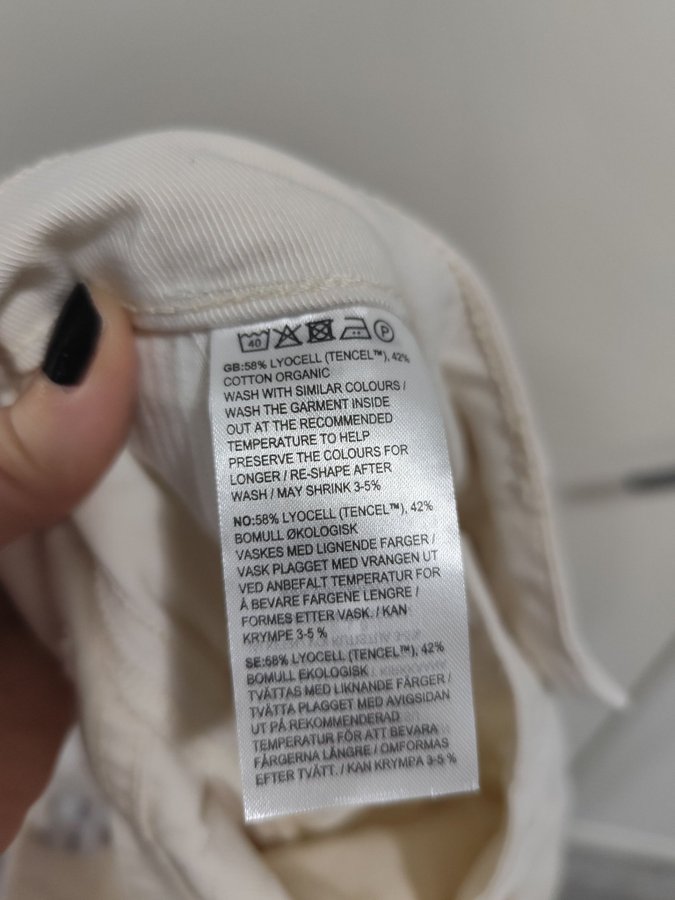 40 P
GB:58% LYOCELL (TENCEL™), 42%
COTTON ORGANIC
WASH WITH SIMILAR COLOURS /
WASH THE GARMENT INSIDE
OUT AT THE RECOMMENDED
TEMPERATURE TO HELP
PRESERVE THE COLOURS FOR
LONGER / RE-SHAPE AFTER
WASH / MAY SHRINK 3-5%
NO:58% LYOCELL (TENCEL™), 42%
BOMULL ØKOLOGISK
VASKES MED LIGNENDE FARGER /
VASK PLAGGET MED VRANGEN UT
VED ANBEFALT TEMPERATUR FOR
Å BEVARE FARGENE LENGRE /
FORMES ETTER VASK. / KAN
KRYMPE 3-5 %
SE:58% LYOCELL (TENCEL™), 42%
BOMULL EKOLOGISK /
TVÄTTAS MED LIKNANDE FÄRGER /
TVÄTTA PLAGGET MED AVIGSIDAN
UT PÅ REKOMMENDERAD
TEMPERATUR FÖR ATT BEVARA
FÄRGERNA LÄNGRE / OMFORMAS
EFTER TVÄTT. / KAN KRYMPA 3-5 %